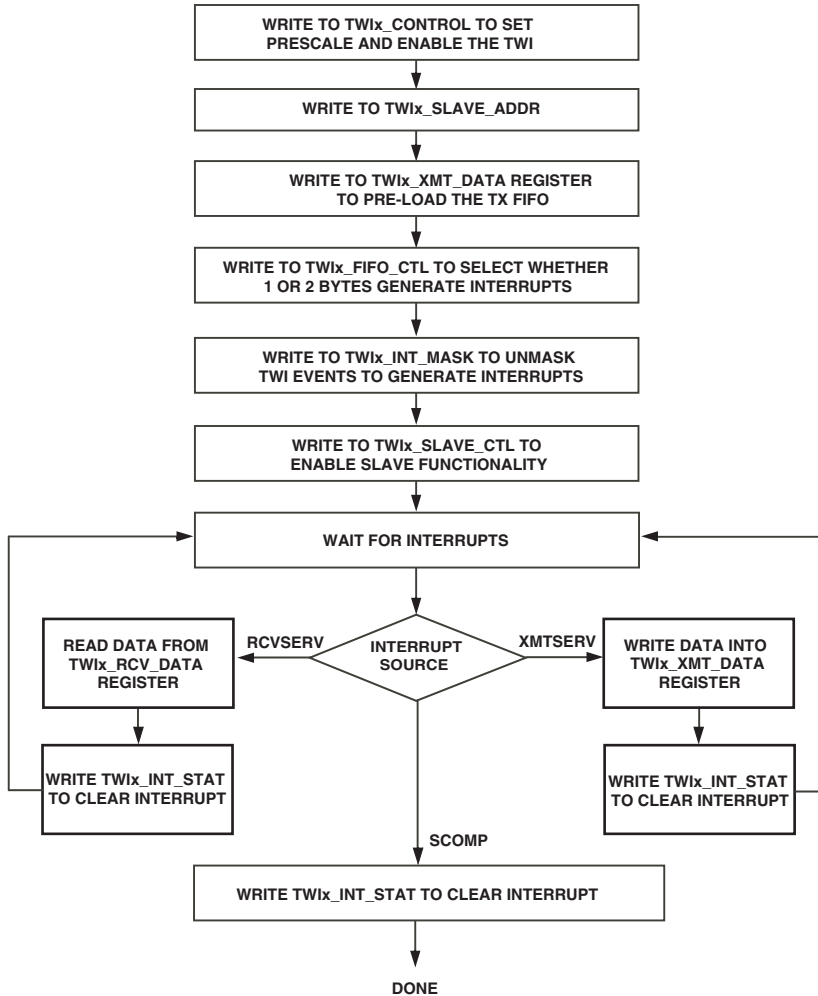 WRITE TO TWIx_CONTROL TO SET
PRESCALE AND ENABLE THE TWI
WRITE TO TWIx_SLAVE_ADDR
WRITE TO TWIx_XMT_DATA REGISTER
TO PRE-LOAD THE TX FIFO
WRITE TO TWIx_FIFO_CTL TO SELECT WHETHER
1 OR 2 BYTES GENERATE INTERRUPTS
WRITE TO TWIx_INT_MASK TO UNMASK
TWI EVENTS TO GENERATE INTERRUPTS
WRITE TO TWIx_SLAVE_CTL TO
ENABLE SLAVE FUNCTIONALITY
WAIT FOR INTERRUPTS
RCVSERV
INTERRUPT
SOURCE
XMTSERV
READ DATA FROM
TWIx_RCV_DATA
REGISTER
WRITE DATA INTO
TWIx_XMT_DATA
REGISTER
WRITE TWIx_INT_STAT
TO CLEAR INTERRUPT
WRITE TWIx_INT_STAT
TO CLEAR INTERRUPT
SCOMP
WRITE TWIx_INT_STAT TO CLEAR INTERRUPT
DONE